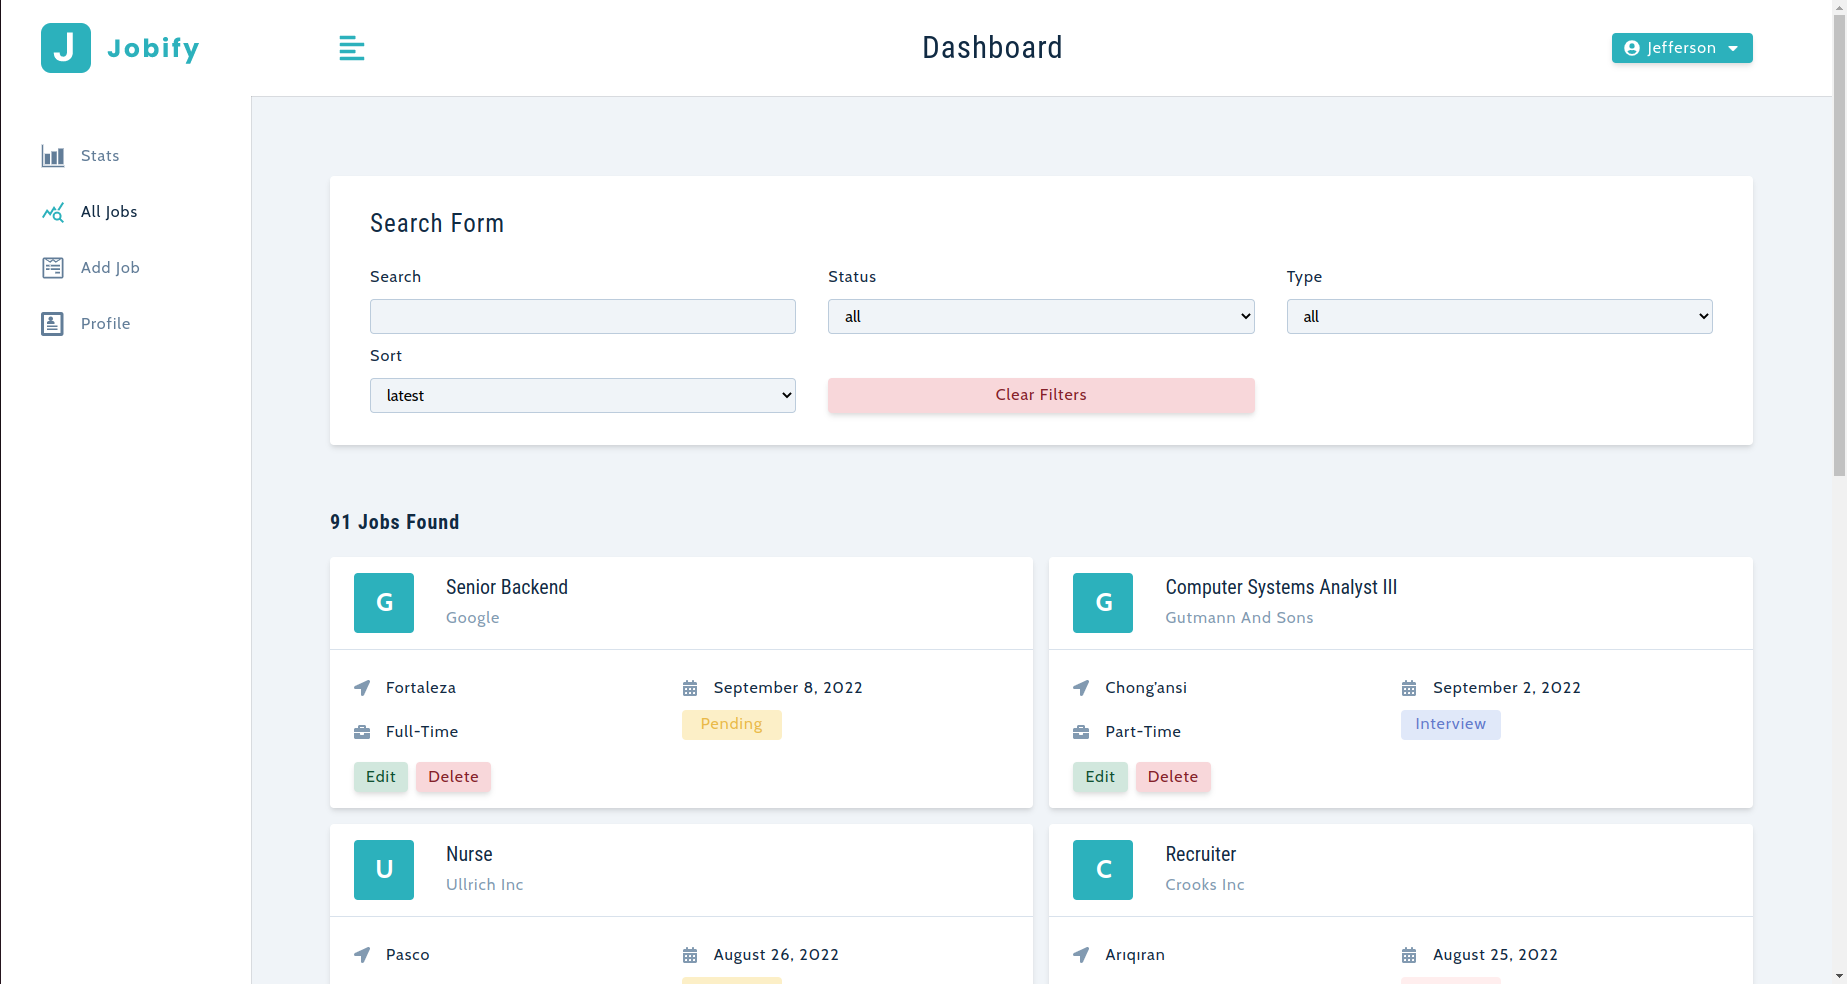 J Jobify
Dashboard
Jefferson
Stats
All Jobs
Add Job
Profile
Search Form
Search
Status
Type
all
all
Sort
latest
Clear Filters
91 Jobs Found
G
Senior Backend
Google
Fortaleza
September 8, 2022
Full-Time
Pending
Edit
Delete
G
Computer Systems Analyst III
Gutmann And Sons
Chong'ansi
September 2, 2022
Part-Time
Interview
Edit
Delete
U
Nurse
Ullrich Inc
Pasco
August 26, 2022
C
Recruiter
Crooks Inc
Arıqıran
August 25, 2022